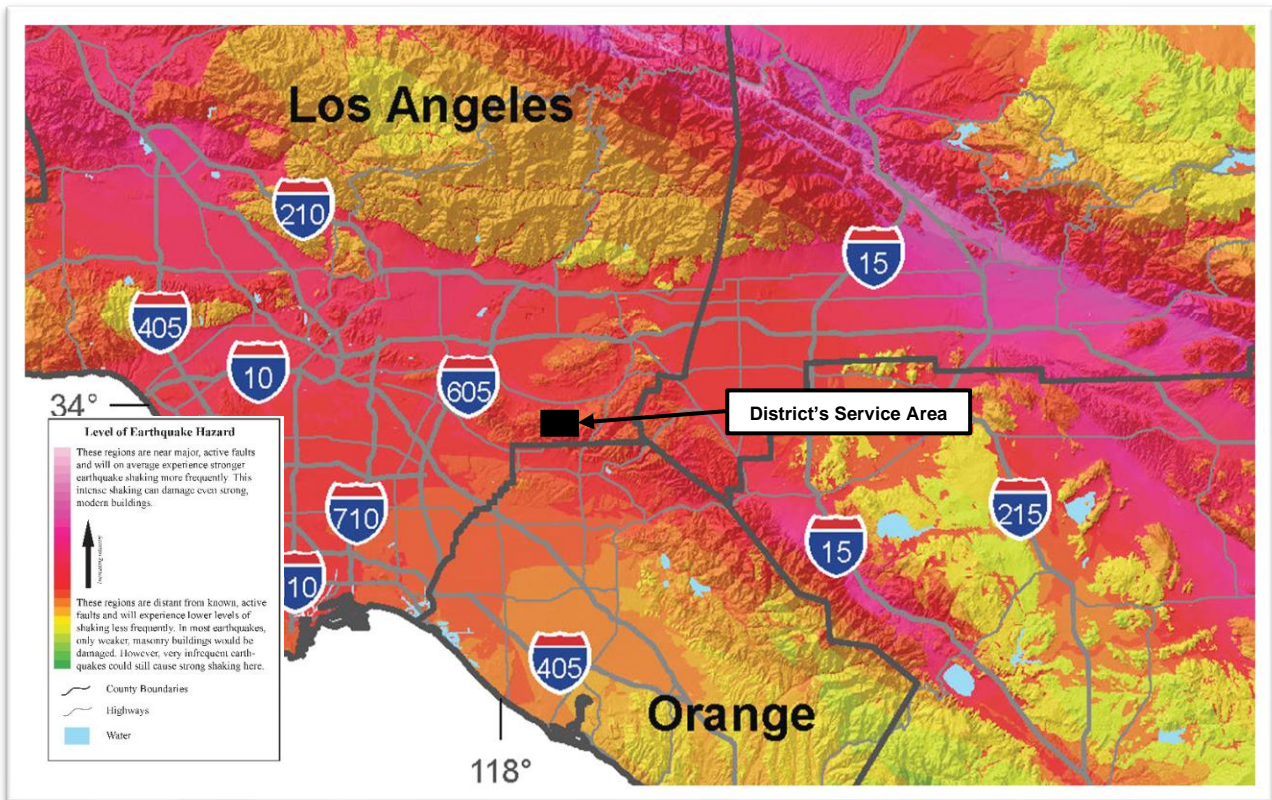 Los Angeles
210
15
405
10
605
34°
District's Service Area
Level of Earthquake Hazard
These regions are near major, active faults
and will on average experience stronger
earthquake shaking more frequently. This
intense shaking can damage even strong,
modern buildings.
These regions are distant from known, active
faults and will experience lower levels of
shaking less frequently. In most earthquakes,
only weaker, masonry buildings would be
damaged. However, very infrequent earth-
quakes could still cause strong shaking here.
County Boundaries
Highways
Water
710
215
15
10
405
Orange
118°